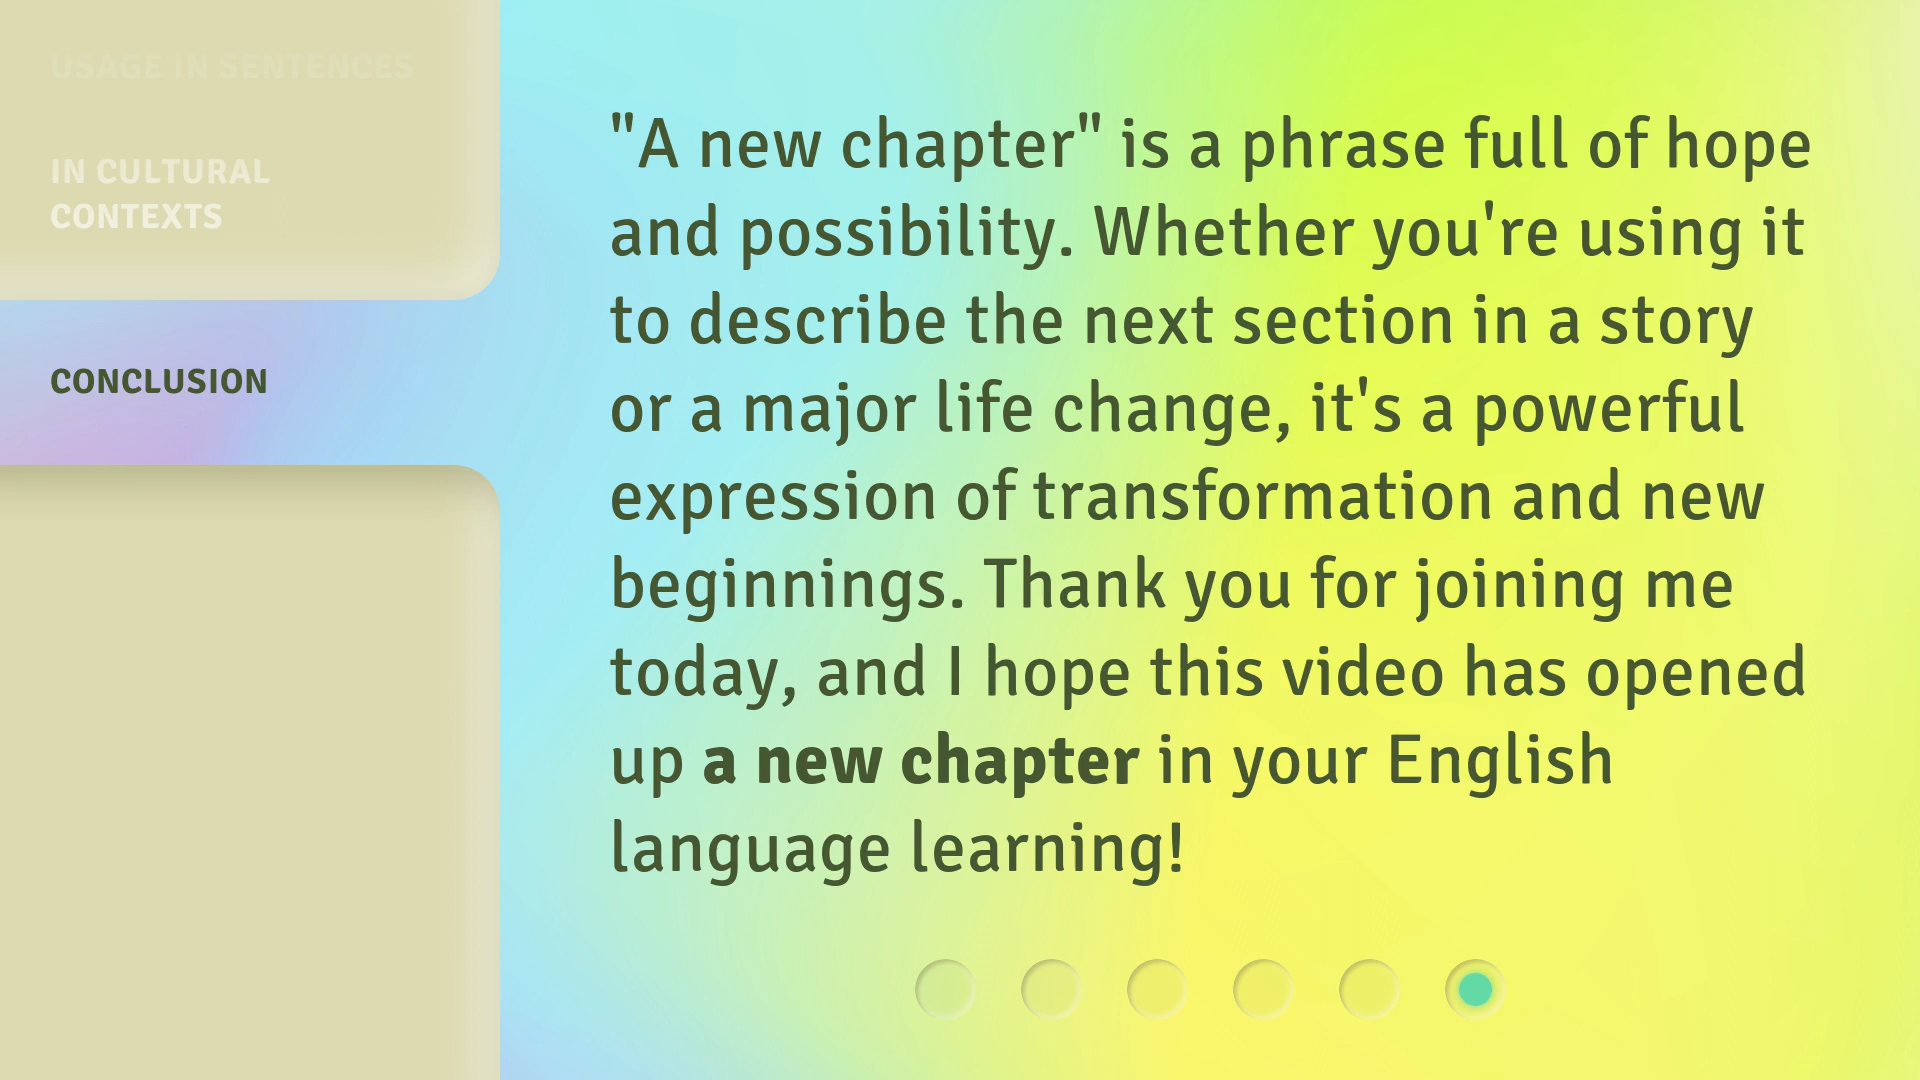 USAGE IN SENTENCES
IN CULTURAL
CONTEXTS
CONCLUSION
"A new chapter" is a phrase full of hope
and possibility. Whether you're using it
to describe the next section in a story
or a major life change, it's a powerful
expression of transformation and new
beginnings. Thank you for joining me
today, and I hope this video has opened
up a new chapter in your English
language learning!